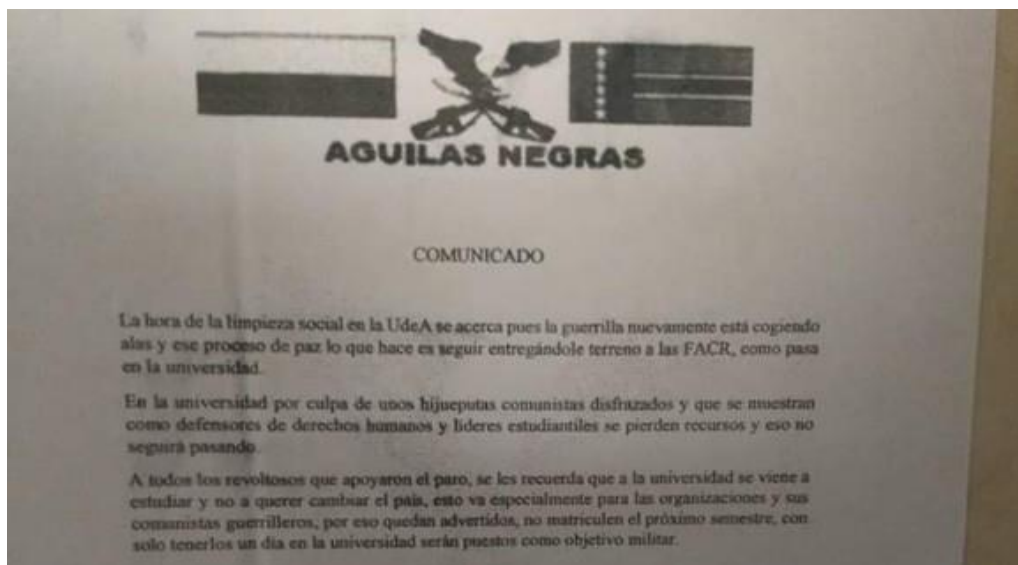 AGUILAS NEGRAS
COMUNICADO
La hora de la limpieza social en la UdeA se acerca pues la guerrilla nuevamente está cogiendo
alas y ese proceso de paz lo que hace es seguir entregándole terreno a las FACR, como pasa
en la universidad.
En la universidad por culpa de unos hijueputas comunistas disfrazados y que se muestran
como defensores de derechos humanos y lideres estudiantiles se pierden recursos y eso no
seguirá pasando.
A todos los revoltosos que apoyaron el paro, se les recuerda que a la universidad se viene a
estudiar y no a querer cambiar el país, esto va especialmente para las organizaciones y sus
comunistas guerrilleros, por eso quedan advertidos, no matriculen el próximo semestre, con
solo tenerlos un día en la universidad serán puestos como objetivo militar.